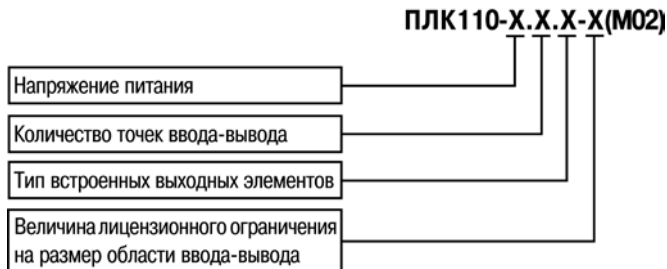 ПЛК110-Х.Х.Х-Х(М02)
Напряжение питания
Количество точек ввода-вывода
Тип встроенных выходных элементов
Величина лицензионного ограничения
на размер области ввода-вывода